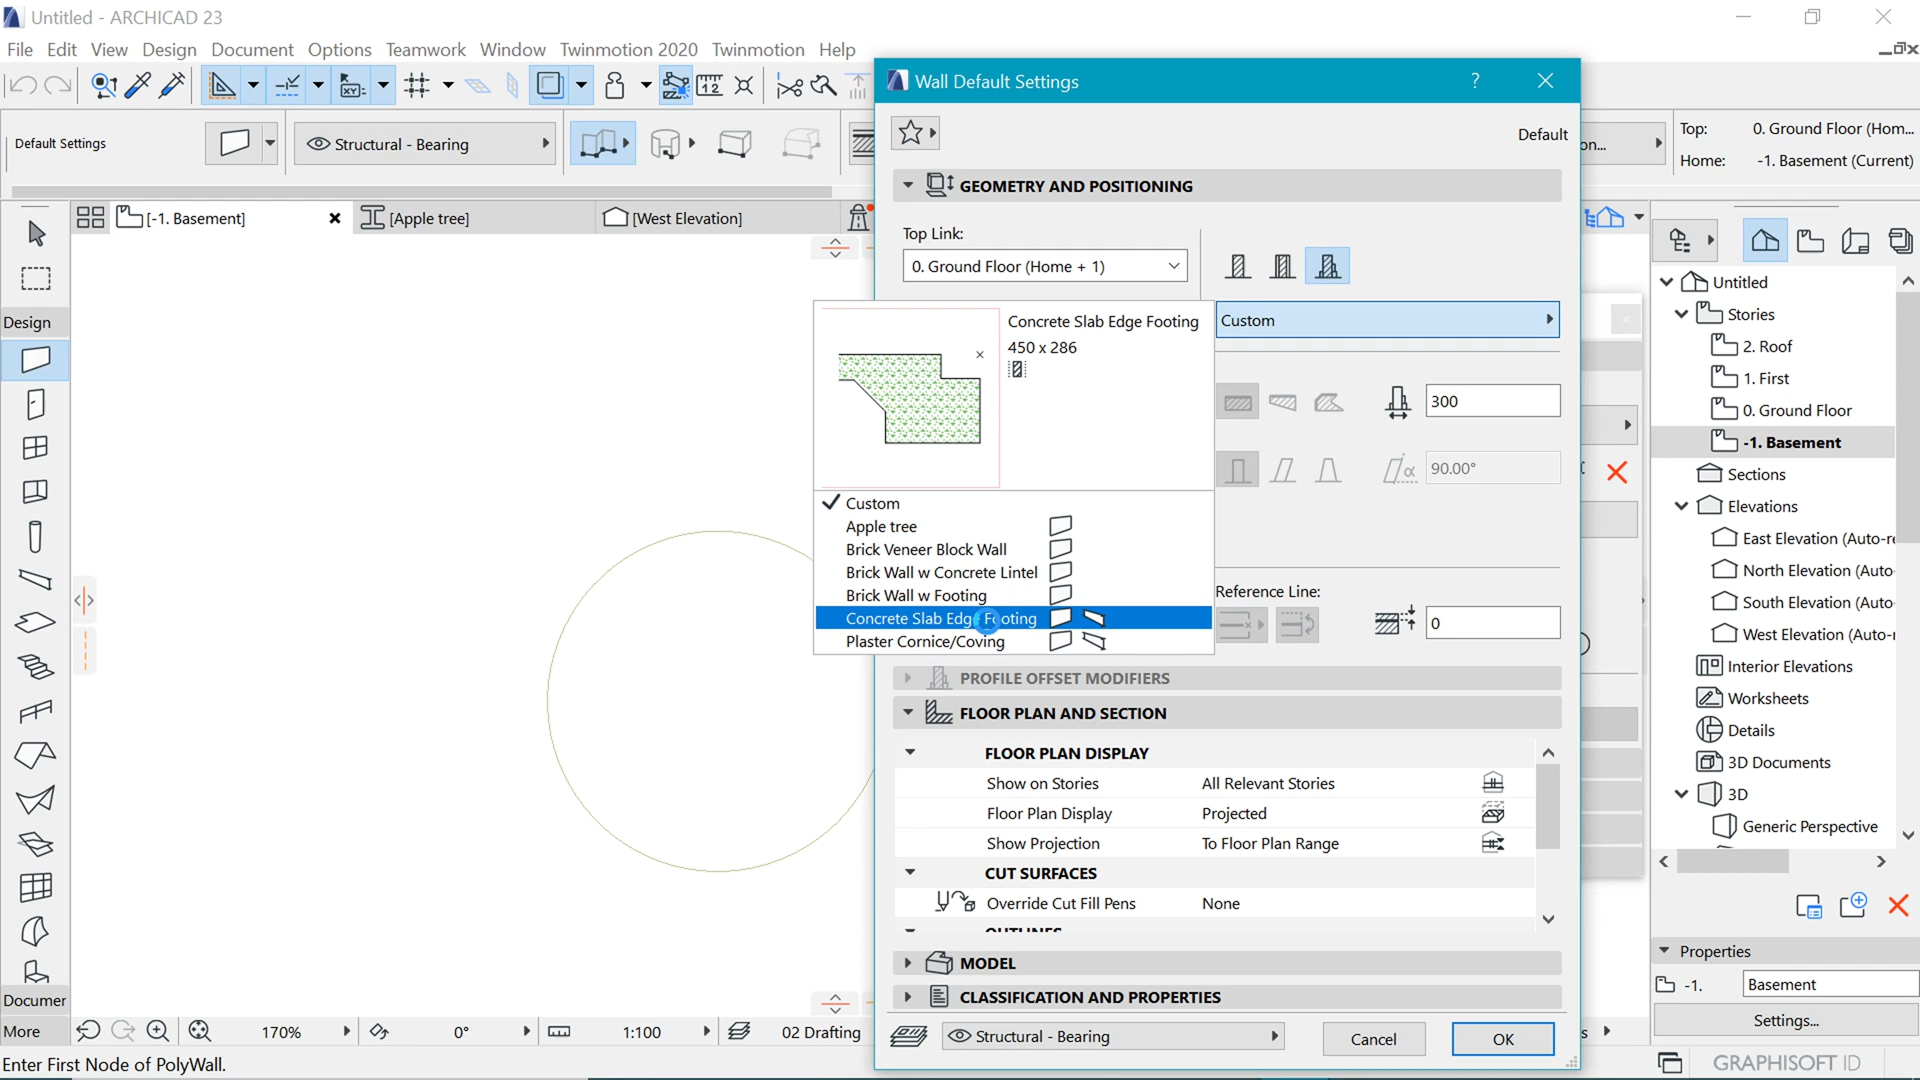 Untitled - ARCHICAD 23
File Edit View Design Document Options Teamwork Window Twinmotion 2020 Twinmotion Help
Wall Default Settings
?
Default
Default Settings
Structural - Bearing
on...
Top: 0. Ground Floor (Hom...
Home: -1. Basement (Current)
GEOMETRY AND POSITIONING
[-1. Basement]
[Apple tree]
[West Elevation]
Top Link:
0. Ground Floor (Home + 1)
Custom
Design
Concrete Slab Edge Footing
450 x 286
300
90.00°
Custom
Apple tree
Brick Veneer Block Wall
Brick Wall w Concrete Lintel
Brick Wall w Footing
Concrete Slab Edge Footing
Plaster Cornice/Coving
Reference Line:
0
PROFILE OFFSET MODIFIERS
FLOOR PLAN AND SECTION
FLOOR PLAN DISPLAY
Show on Stories All Relevant Stories
Floor Plan Display Projected
Show Projection To Floor Plan Range
CUT SURFACES
Override Cut Fill Pens None
OUTLINES
MODEL
CLASSIFICATION AND PROPERTIES
Structural - Bearing
Cancel
OK
Untitled
Stories
2. Roof
1. First
0. Ground Floor
-1. Basement
Sections
Elevations
East Elevation (Auto-re
North Elevation (Auto-
South Elevation (Auto-
West Elevation (Auto-r
Interior Elevations
Worksheets
Details
3D Documents
3D
Generic Perspective
Properties
-1. Basement
Settings...
Documen
More
170%
0°
1:100
02 Drafting
s
Enter First Node of PolyWall.
GRAPHISOFT ID